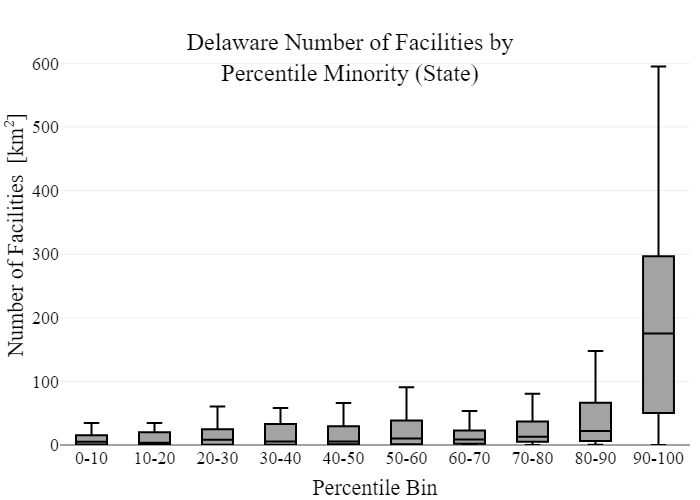 Delaware Number of Facilities by
Percentile Minority (State)
Number of Facilities [km²]
600
500
400
300
200
100
0
0-10 10-20 20-30 30-40 40-50 50-60 60-70 70-80 80-90 90-100
Percentile Bin